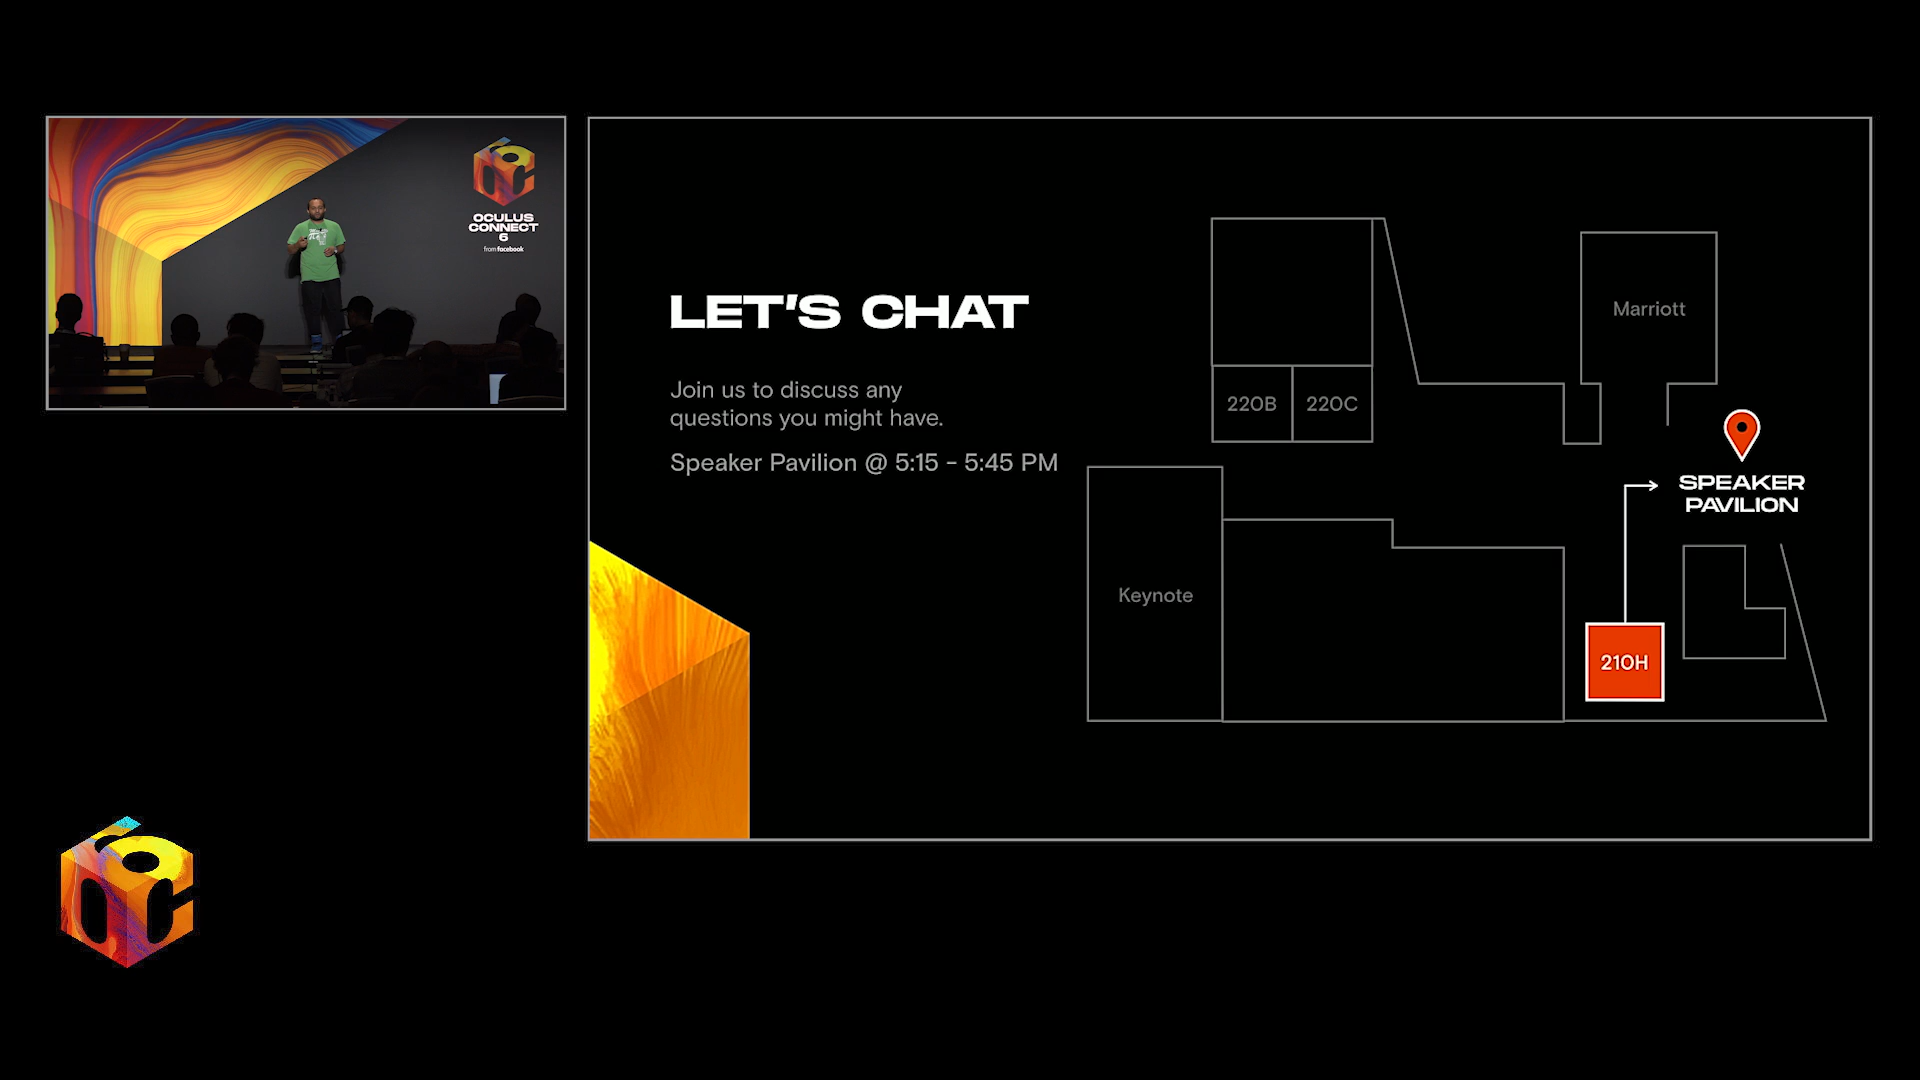 OCULUS
CONNECT
6
from facebook
LET'S CHAT
Join us to discuss any
questions you might have.
Speaker Pavilion @ 5:15 - 5:45 PM
Marriott
220B
220C
SPEAKER
PAVILION
Keynote
210H